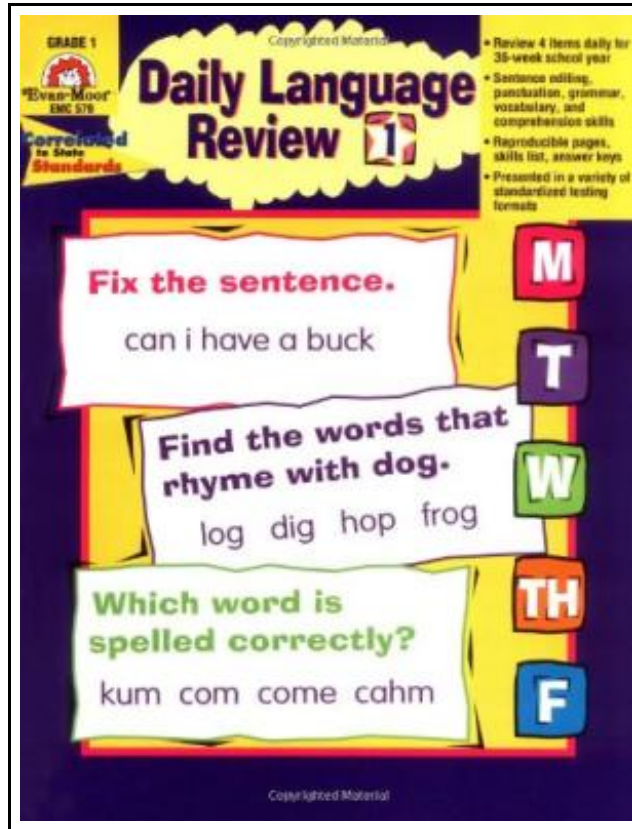 Copyrighted Material
GRADE 1
Evan-Moor
EMC 579
Correlated
to State
Standards
Daily Language
Review 1
• Review 4 items daily for
36-week school year
• Sentence editing,
punctuation, grammar,
vocabulary, and
comprehension skills
• Reproducible pages,
skills list, answer keys
• Presented in a variety of
standardized testing
formats
Fix the sentence.
can i have a buck
M
T
Find the words that
rhyme with dog.
log dig hop frog
W
Which word is
spelled correctly?
kum com come cahm
TH
F
Copyrighted Material